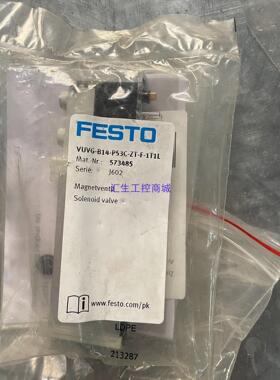 FESTO
VUVG-B14-P53C-ZT-F-1T1L
Mat. Nr.: 573485
Serie: J602
Magnetventil
Solenoid valve
汇生工控商城
www.festo.com/pk
LDPE
213287